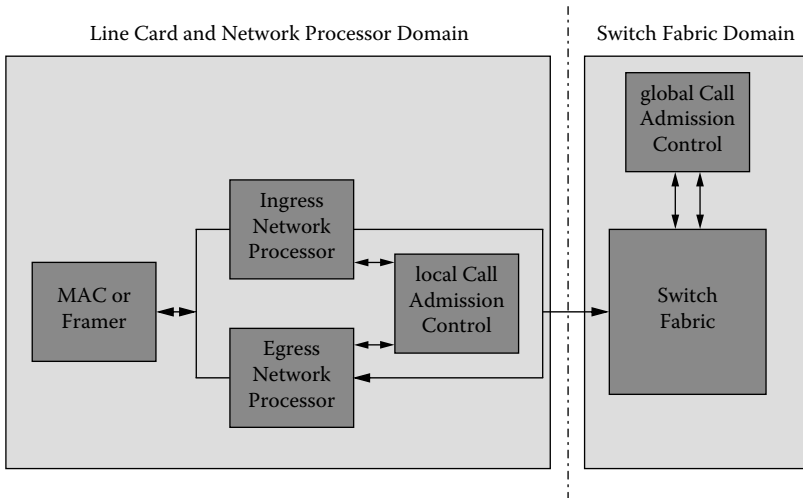 Line Card and Network Processor Domain
Switch Fabric Domain
global Call
Admission
Control
Ingress
Network
Processor
local Call
Admission
Control
MAC or
Framer
Switch
Fabric
Egress
Network
Processor